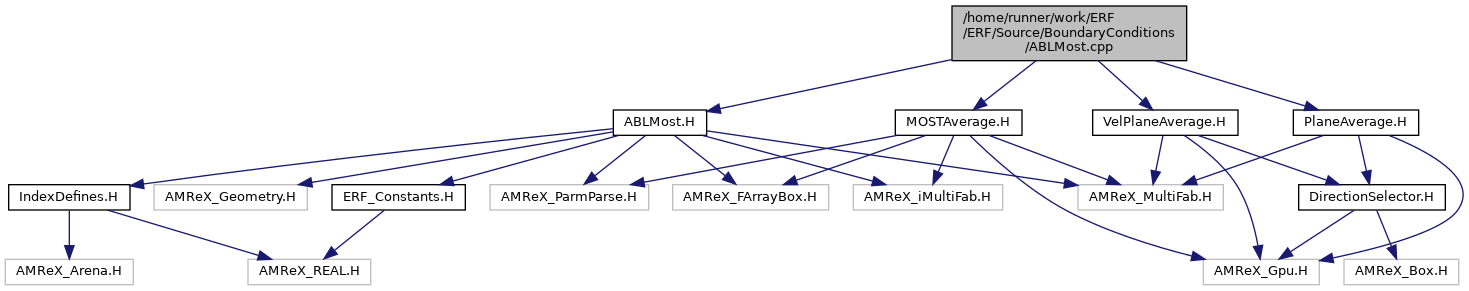 /home/runner/work/ERF
/ERF/Source/BoundaryConditions
/ABLMost.cpp
ABLMost.H
MOSTAverage.H
VelPlaneAverage.H
PlaneAverage.H
IndexDefines.H
AMReX_Geometry.H
ERF_Constants.H
AMReX_ParmParse.H
AMReX_FArrayBox.H
AMReX_iMultiFab.H
AMReX_MultiFab.H
DirectionSelector.H
AMReX_Arena.H
AMReX_REAL.H
AMReX_Gpu.H
AMReX_Box.H